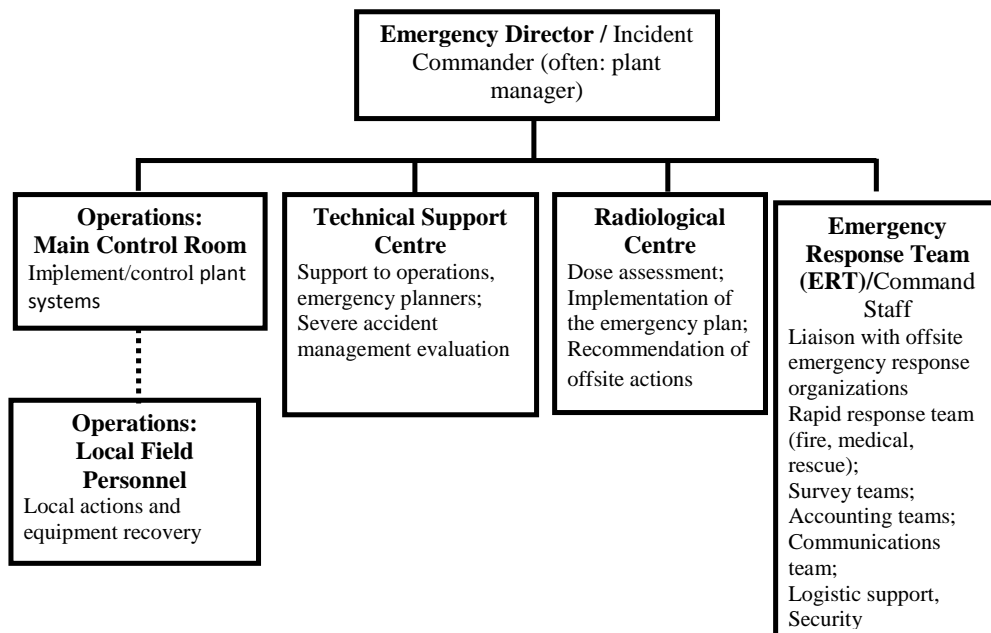 Emergency Director / Incident
Commander (often: plant
manager)
Operations:
Main Control Room
Implement/control plant
systems
Technical Support
Centre
Support to operations,
emergency planners;
Severe accident
management evaluation
Radiological
Centre
Dose assessment;
Implementation of
the emergency plan;
Recommendation of
offsite actions
Emergency
Response Team
(ERT)/Command
Staff
Liaison with offsite
emergency response
organizations
Rapid response team
(fire, medical,
rescue);
Survey teams;
Accounting teams;
Communications
team;
Logistic support,
Security
Operations:
Local Field
Personnel
Local actions and
equipment recovery